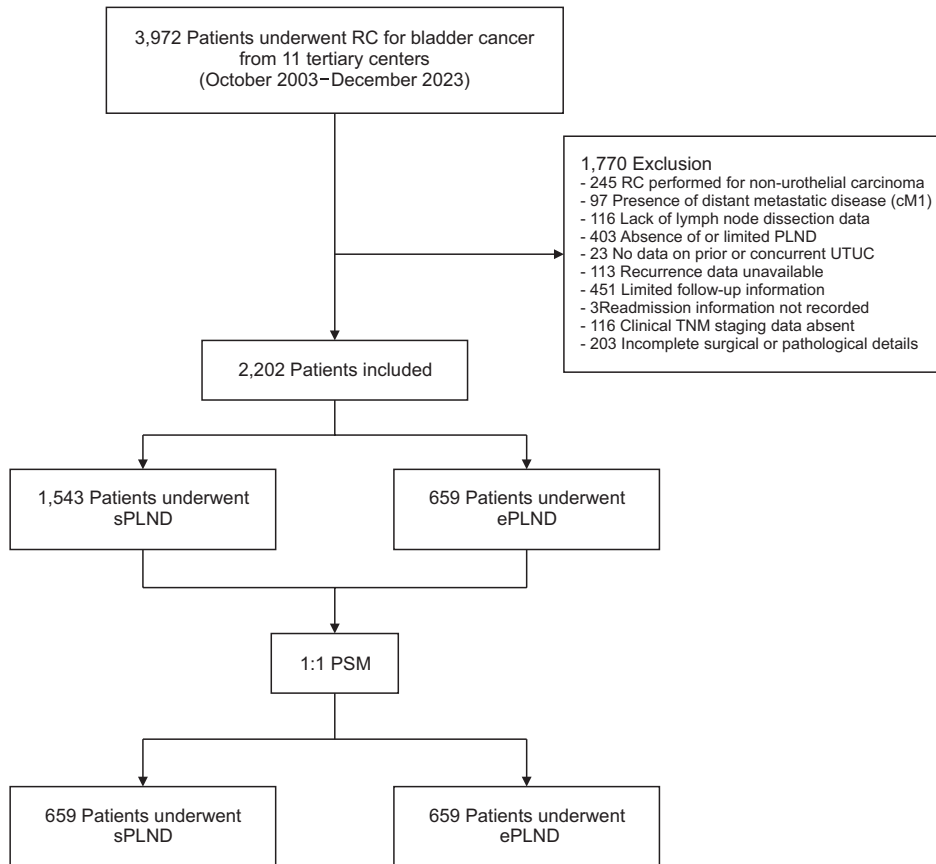 3,972 Patients underwent RC for bladder cancer
from 11 tertiary centers
(October 2003−December 2023)
1,770 Exclusion
- 245 RC performed for non-urothelial carcinoma
- 97 Presence of distant metastatic disease (cM1)
- 116 Lack of lymph node dissection data
- 403 Absence of or limited PLND
- 23 No data on prior or concurrent UTUC
- 113 Recurrence data unavailable
- 451 Limited follow-up information
- 3Readmission information not recorded
- 116 Clinical TNM staging data absent
- 203 Incomplete surgical or pathological details
2,202 Patients included
1,543 Patients underwent
sPLND
659 Patients underwent
ePLND
1:1 PSM
659 Patients underwent
sPLND
659 Patients underwent
ePLND